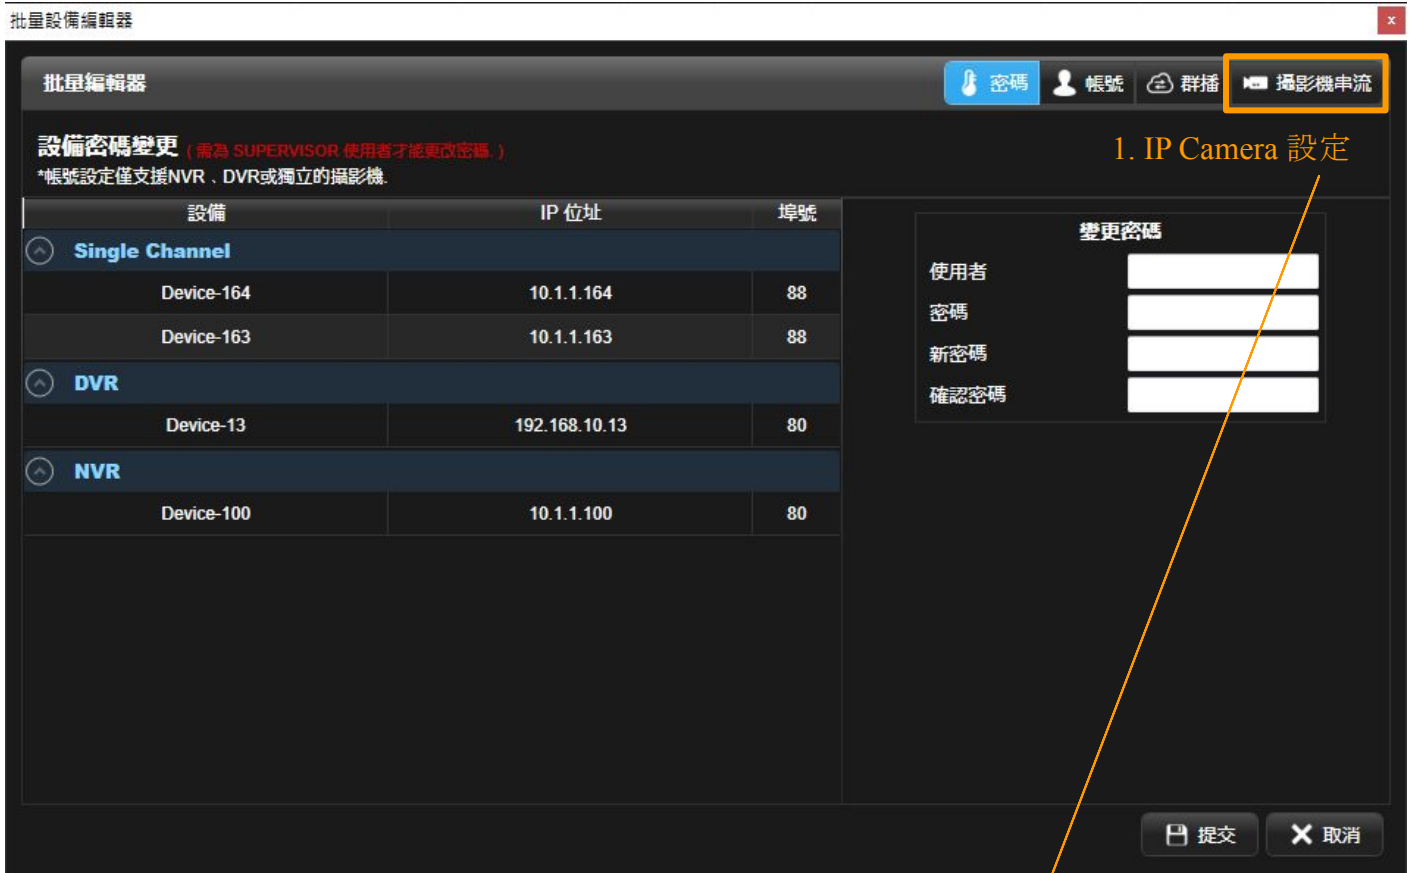 批量設備編輯器
x
批量編輯器
密碼 帳號 群播 攝影機串流
設備密碼變更 ( 需為 SUPERVISOR 使用者才能更改密碼. )
1. IP Camera 設定
*帳號設定僅支援NVR、DVR或獨立的攝影機.
設備 IP 位址 埠號
Single Channel
Device-164 10.1.1.164 88
Device-163 10.1.1.163 88
DVR
Device-13 192.168.10.13 80
NVR
Device-100 10.1.1.100 80
變更密碼
使用者
密碼
新密碼
確認密碼
提交 取消